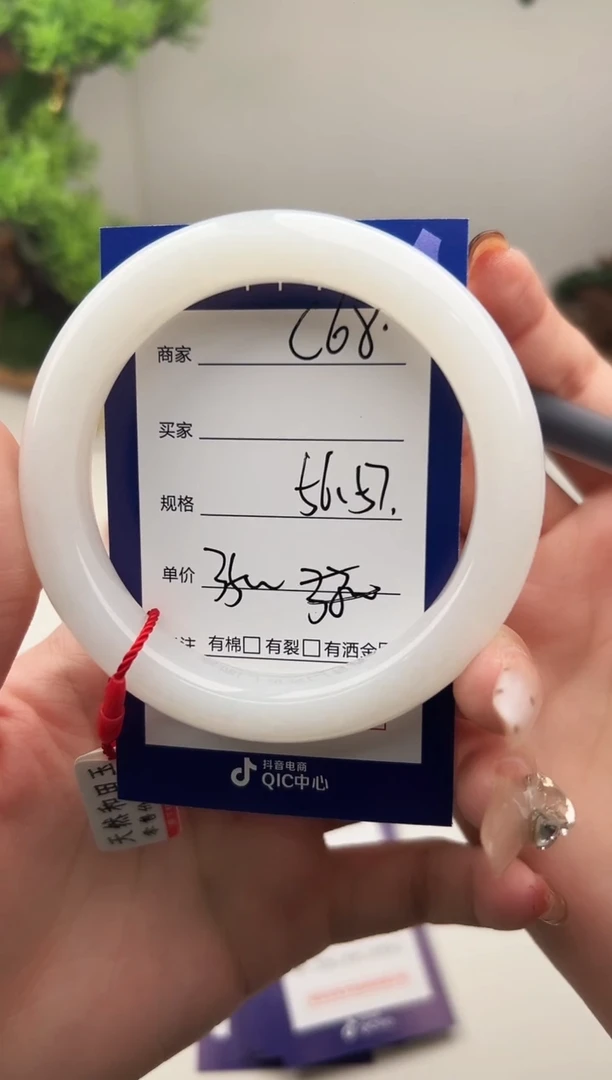 商家 C68.
买家
规格 56、57.
单价
注 有棉□ 有裂□ 有洒金
抖音电商
QIC中心
天然和田玉